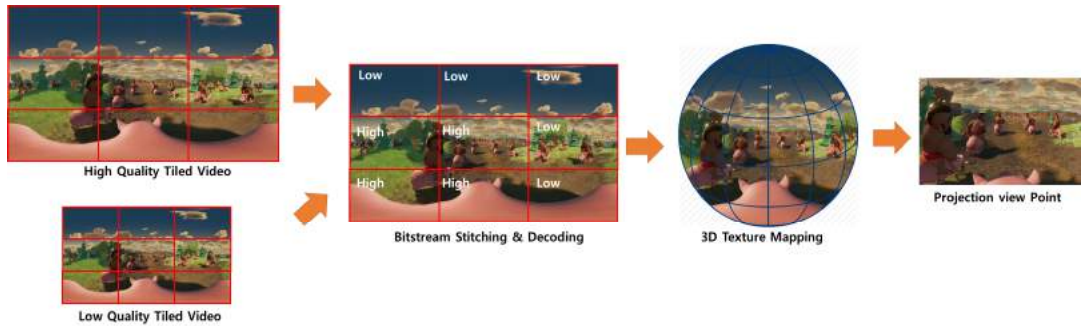 High Quality Tiled Video
Low Quality Tiled Video
Low Low Low
High High Low
High High Low
Bitstream Stitching & Decoding
3D Texture Mapping
Projection view Point